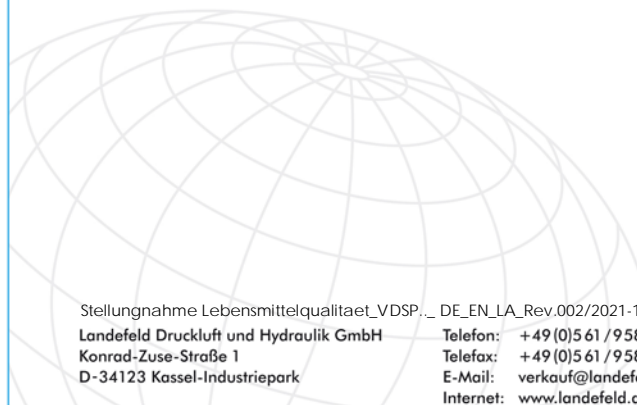 Stellungnahme Lebensmittelqualitaet_VDSP.._ DE_EN_LA_Rev.002/2021-1
Landefeld Druckluft und Hydraulik GmbH Telefon: +49(0)561/958
Konrad-Zuse-Straße 1 Telefax: +49(0)561/958
D-34123 Kassel-Industriepark E-Mail: verkauf@landefe
Internet: www.landefeld.d